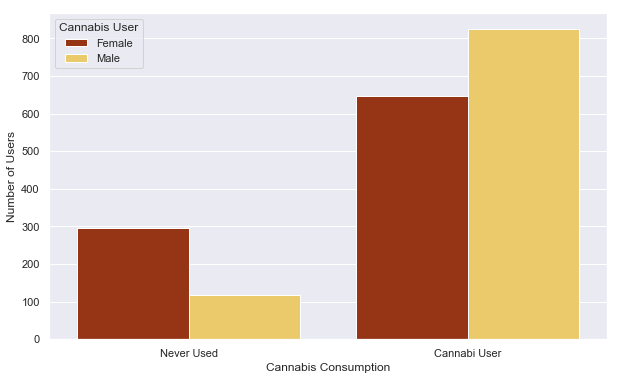 Cannabis User
Female
Male
Number of Users
800
700
600
500
400
300
200
100
0
Never Used
Cannabi User
Cannabis Consumption